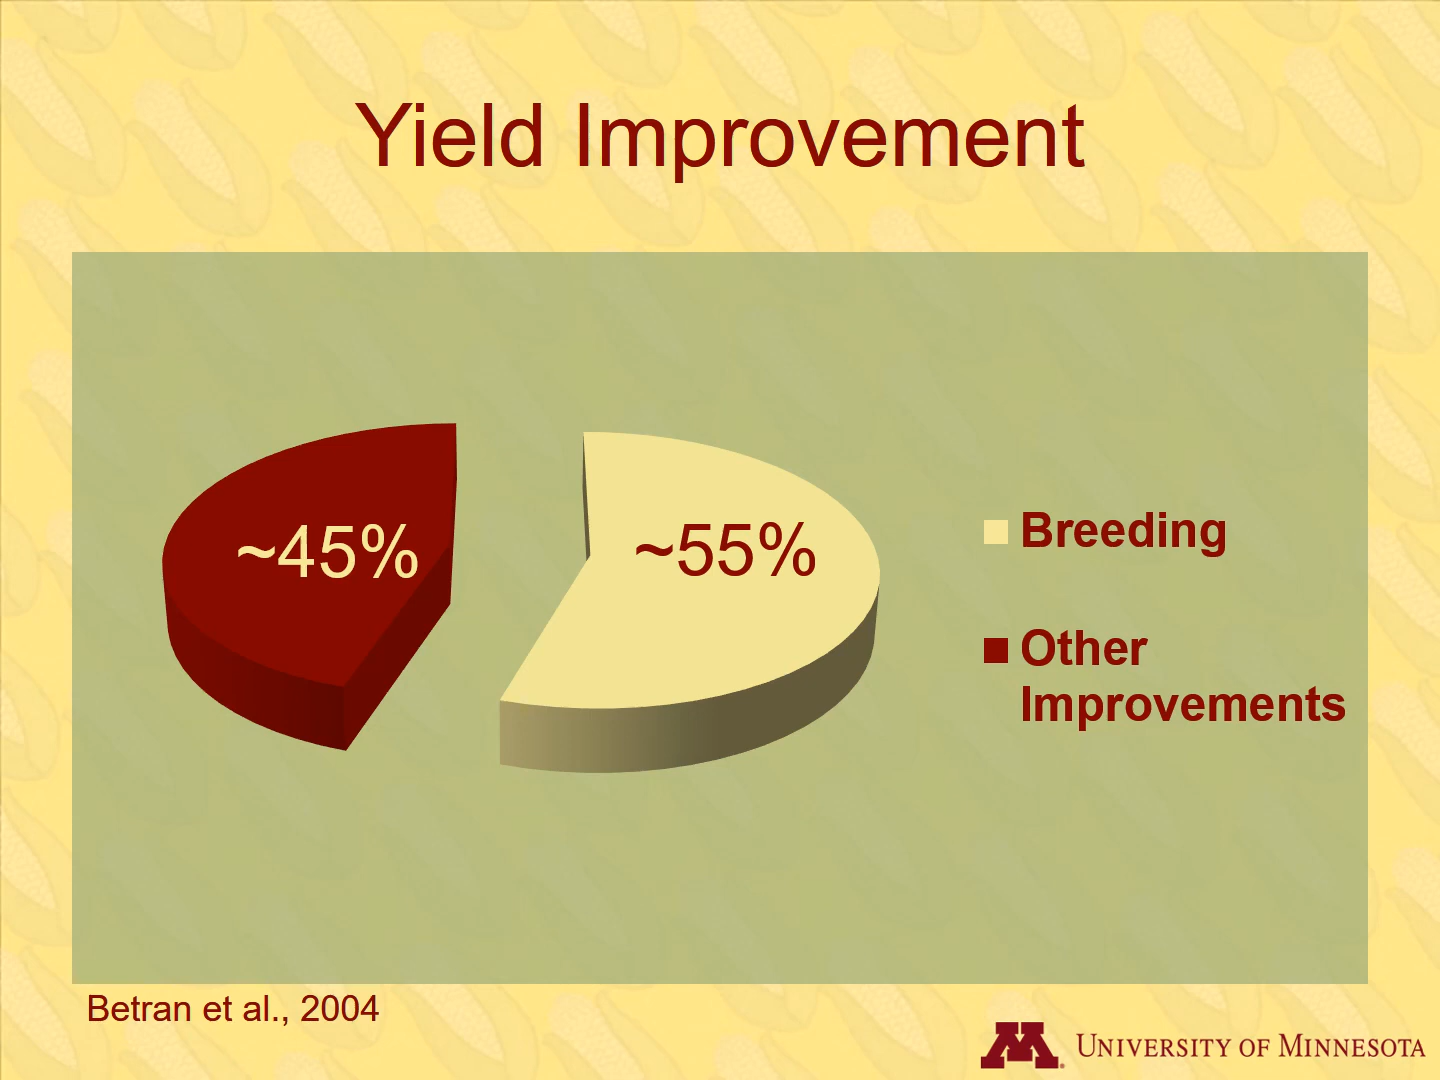 Yield Improvement
~45%
~55%
Breeding
Other
Improvements
Betran et al., 2004
M
UNIVERSITY OF MINNESOTA